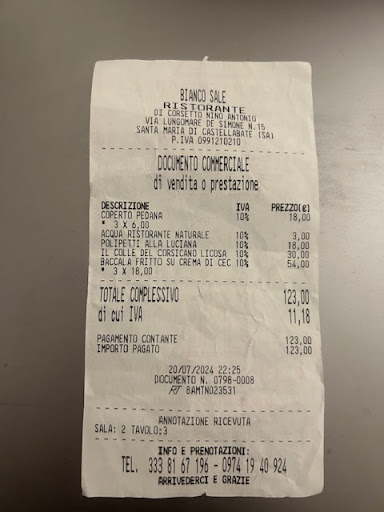 BIANCO SALE
RISTORANTE
DI CORSETTO NINO ANTONIO
VIA LUNGOMARE DE SIMONE N.15
SANTA MARIA DI CASTELLABATE (SA)
P.IVA 0991210210
DOCUMENTO COMMERCIALE
di vendita o prestazione
DESCRIZIONE IVA PREZZO(€)
COPERTO PEDANA 10% 18,00
* 3 X 6,00
ACQUA RISTORANTE NATURALE 10% 3,00
POLIPETTI ALLA LUCIANA 10% 18,00
IL COLLE DEL CORSICANO LICOSA 10% 30,00
BACCALA FRITTO SU CREMA DI CEC 10% 54,00
* 3 X 18,00
TOTALE COMPLESSIVO 123,00
di cui IVA 11,18
PAGAMENTO CONTANTE 123,00
IMPORTO PAGATO 123,00
20/07/2024 22:25
DOCUMENTO N. 0798-0008
RT 8AMTN023531
ANNOTAZIONE RICEVUTA
SALA: 2 TAVOLO:3
INFO E PRENOTAZIONI:
TEL. 333 81 67 196 - 0974 19 40 924
ARRIVEDERCI E GRAZIE